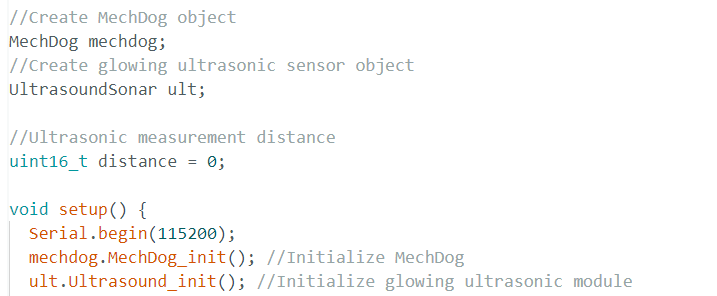 //Create MechDog object
MechDog mechdog;
//Create glowing ultrasonic sensor object
UltrasoundSonar ult;

//Ultrasonic measurement distance
uint16_t distance = 0;

void setup() {
  Serial.begin(115200);
  mechdog.MechDog_init(); //Initialize MechDog
  ult.Ultrasound_init(); //Initialize glowing ultrasonic module